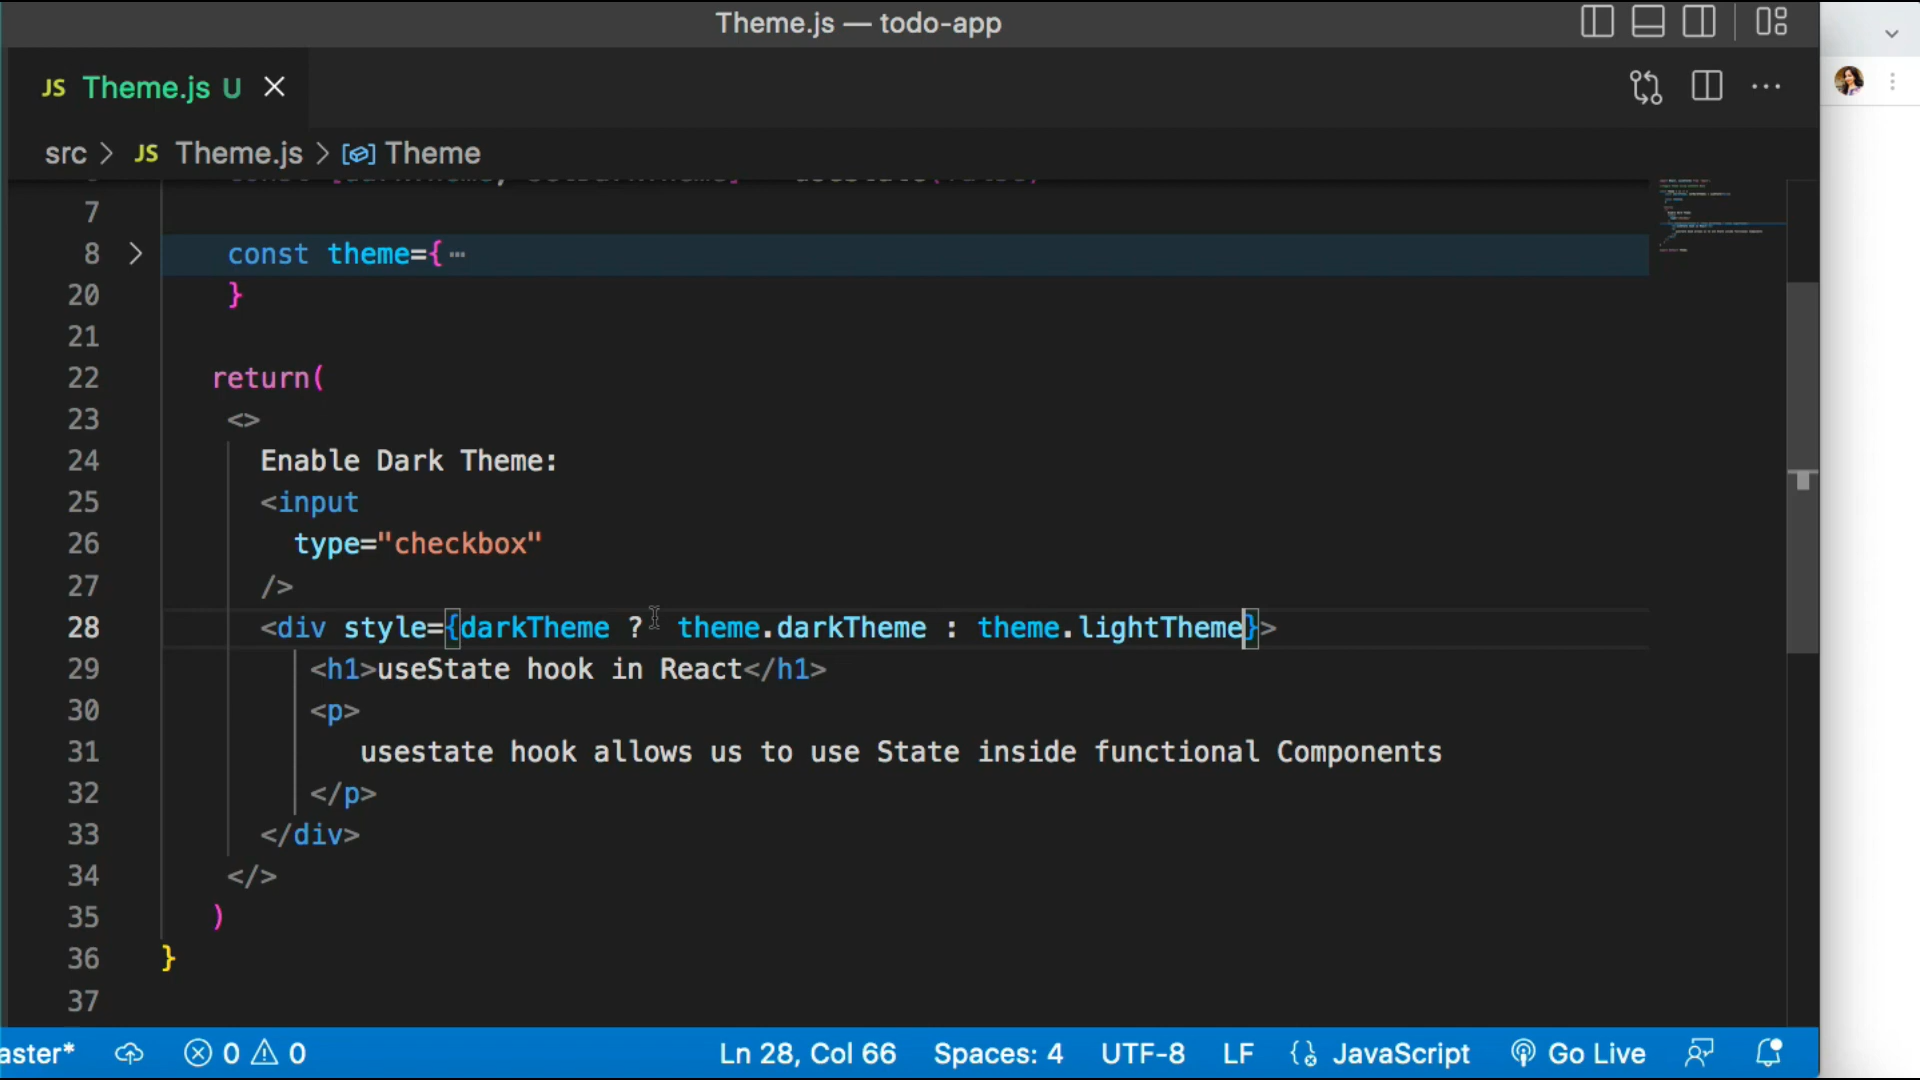 Theme.js — todo-app
JS Theme.js U
src > JS Theme.js > Theme
7
8 const theme={
20 }
21
22 return(
23 <>
24 Enable Dark Theme:
25 <input
26 type="checkbox"
27 />
28 <div style={darkTheme ? theme.darkTheme : theme.lightTheme}>
29 <h1>useState hook in React</h1>
30 <p>
31 usestate hook allows us to use State inside functional Components
32 </p>
33 </div>
34 </>
35 )
36 }
37
aster* 0 0 Ln 28, Col 66 Spaces: 4 UTF-8 LF JavaScript Go Live